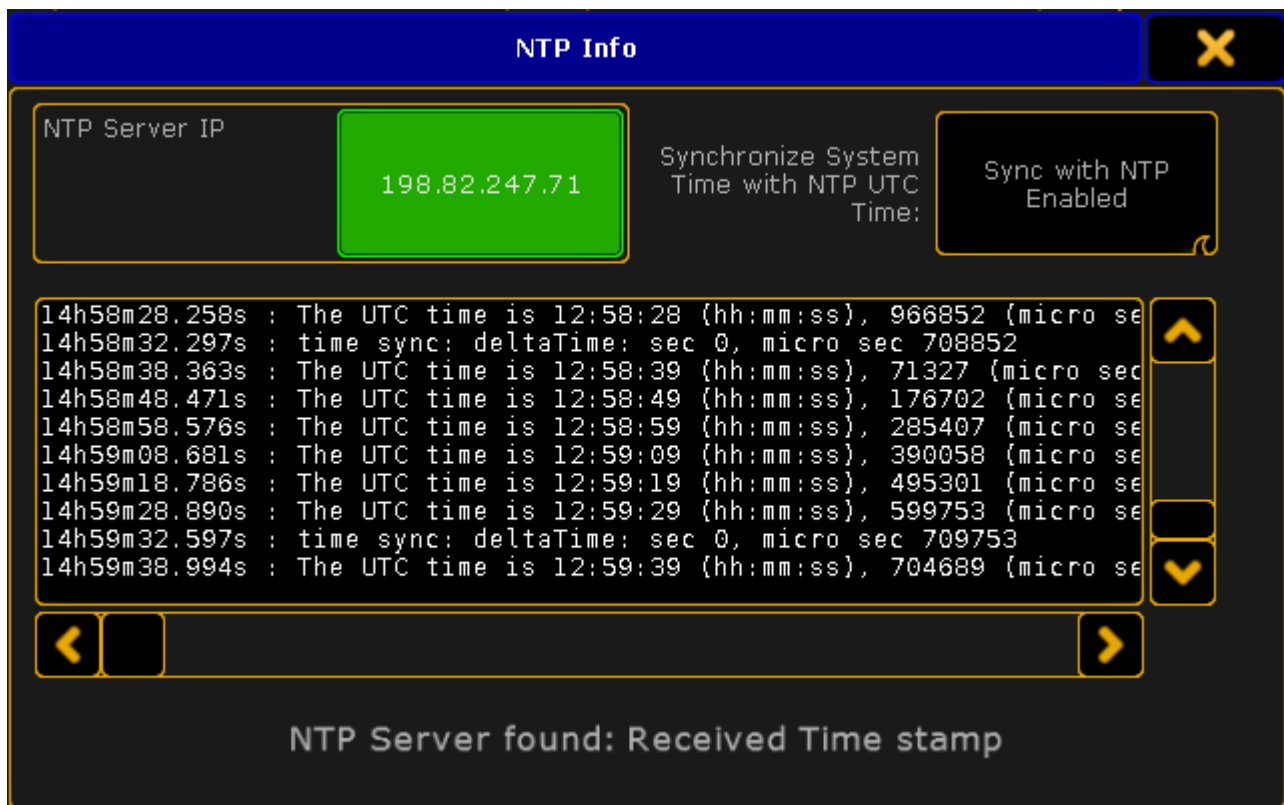 NTP Info
NTP Server IP
198.82.247.71
Synchronize System
Time with NTP UTC
Time:
Sync with NTP
Enabled
14h58m28.258s : The UTC time is 12:58:28 (hh:mm:ss), 966852 (micro se
14h58m32.297s : time sync: deltaTime: sec 0, micro sec 708852
14h58m38.363s : The UTC time is 12:58:39 (hh:mm:ss), 71327 (micro sec
14h58m48.471s : The UTC time is 12:58:49 (hh:mm:ss), 176702 (micro se
14h58m58.576s : The UTC time is 12:58:59 (hh:mm:ss), 285407 (micro se
14h59m08.681s : The UTC time is 12:59:09 (hh:mm:ss), 390058 (micro se
14h59m18.786s : The UTC time is 12:59:19 (hh:mm:ss), 495301 (micro se
14h59m28.890s : The UTC time is 12:59:29 (hh:mm:ss), 599753 (micro se
14h59m32.597s : time sync: deltaTime: sec 0, micro sec 709753
14h59m38.994s : The UTC time is 12:59:39 (hh:mm:ss), 704689 (micro se
NTP Server found: Received Time stamp